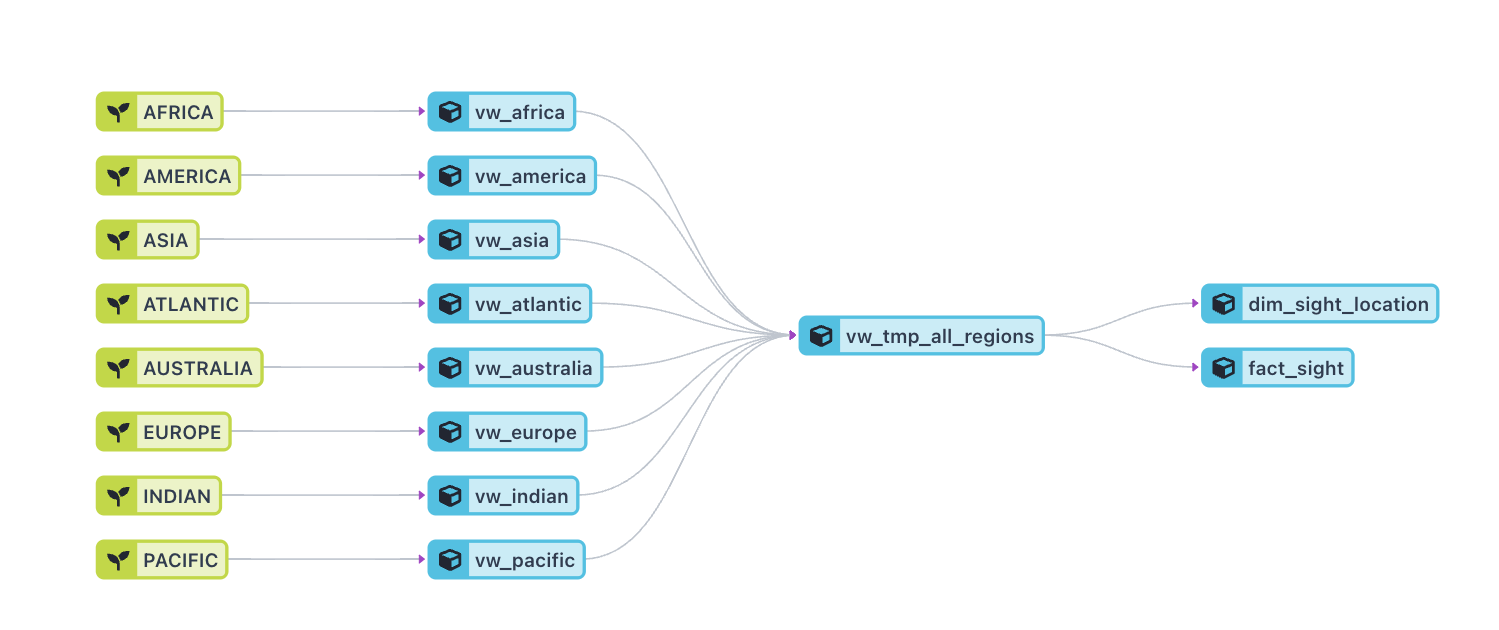 AFRICA
vw_africa
AMERICA
vw_america
ASIA
vw_asia
ATLANTIC
vw_atlantic
dim_sight_location
vw_tmp_all_regions
AUSTRALIA
vw_australia
fact_sight
EUROPE
vw_europe
INDIAN
vw_indian
PACIFIC
vw_pacific